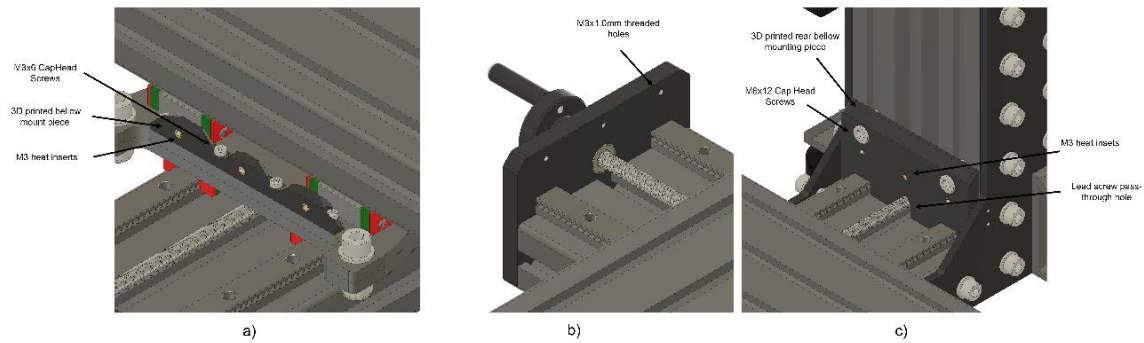 M3x6 CapHead
Screws
3D printed bellow
mount piece
M3 heat inserts
a)
M3x1.0mm threaded
holes
b)
3D printed rear bellow
mounting piece
M6x12 Cap Head
Screws
M3 heat insets
Lead screw pass-
through hole
c)